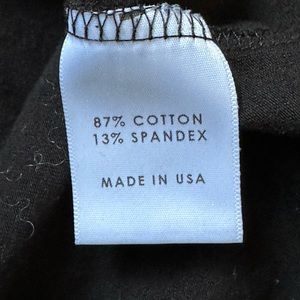 87% COTTON
13% SPANDEX
MADE IN USA